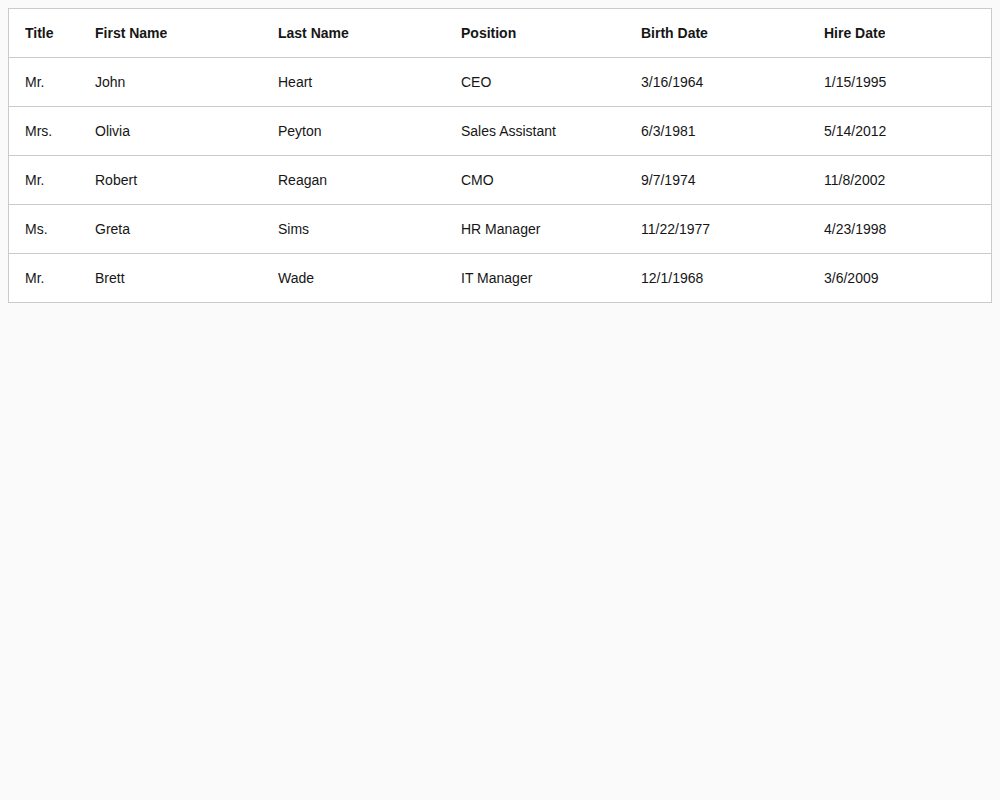 Title First Name Last Name Position Birth Date Hire Date
Mr. John Heart CEO 3/16/1964 1/15/1995
Mrs. Olivia Peyton Sales Assistant 6/3/1981 5/14/2012
Mr. Robert Reagan CMO 9/7/1974 11/8/2002
Ms. Greta Sims HR Manager 11/22/1977 4/23/1998
Mr. Brett Wade IT Manager 12/1/1968 3/6/2009